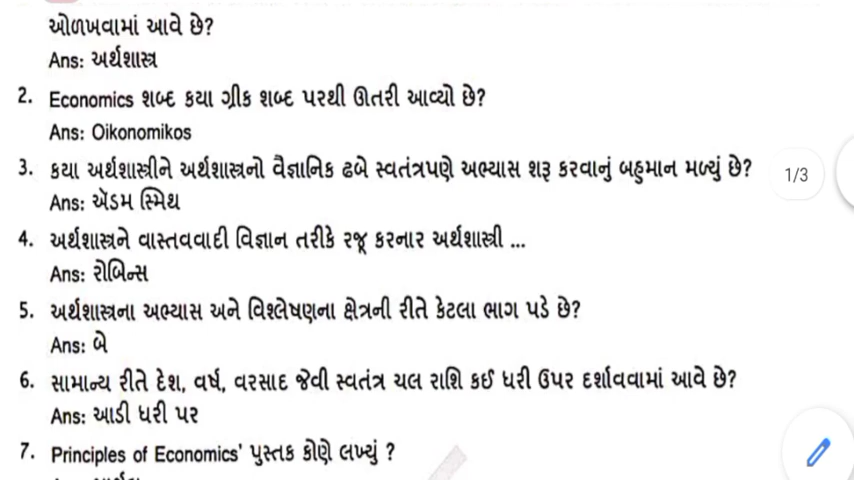 ઓળખવામાં આવે છે?
Ans: અર્થશાસ્ત્ર
2. Economics શબ્દ કયા ગ્રીક શબ્દ પરથી ઊતરી આવ્યો છે?
Ans: Oikonomikos
3. કયા અર્થશાસ્ત્રીને અર્થશાસ્ત્રનો વૈજ્ઞાનિક ઢબે સ્વતંત્રપણે અભ્યાસ શરૂ કરવાનું બહુમાન મળ્યું છે?
1/3
Ans: ઍડમ સ્મિથ
4. અર્થશાસ્ત્રને વાસ્તવવાદી વિજ્ઞાન તરીકે રજૂ કરનાર અર્થશાસ્ત્રી ...
Ans: રોબિન્સ
5. અર્થશાસ્ત્રના અભ્યાસ અને વિશ્લેષણના ક્ષેત્રની રીતે કેટલા ભાગ પડે છે?
Ans: બે
6. સામાન્ય રીતે દેશ, વર્ષ, વરસાદ જેવી સ્વતંત્ર ચલ રાશિ કઈ ધરી ઉપર દર્શાવવામાં આવે છે?
Ans: આડી ધરી પર
7. Principles of Economics' પુસ્તક કોણે લખ્યું ?